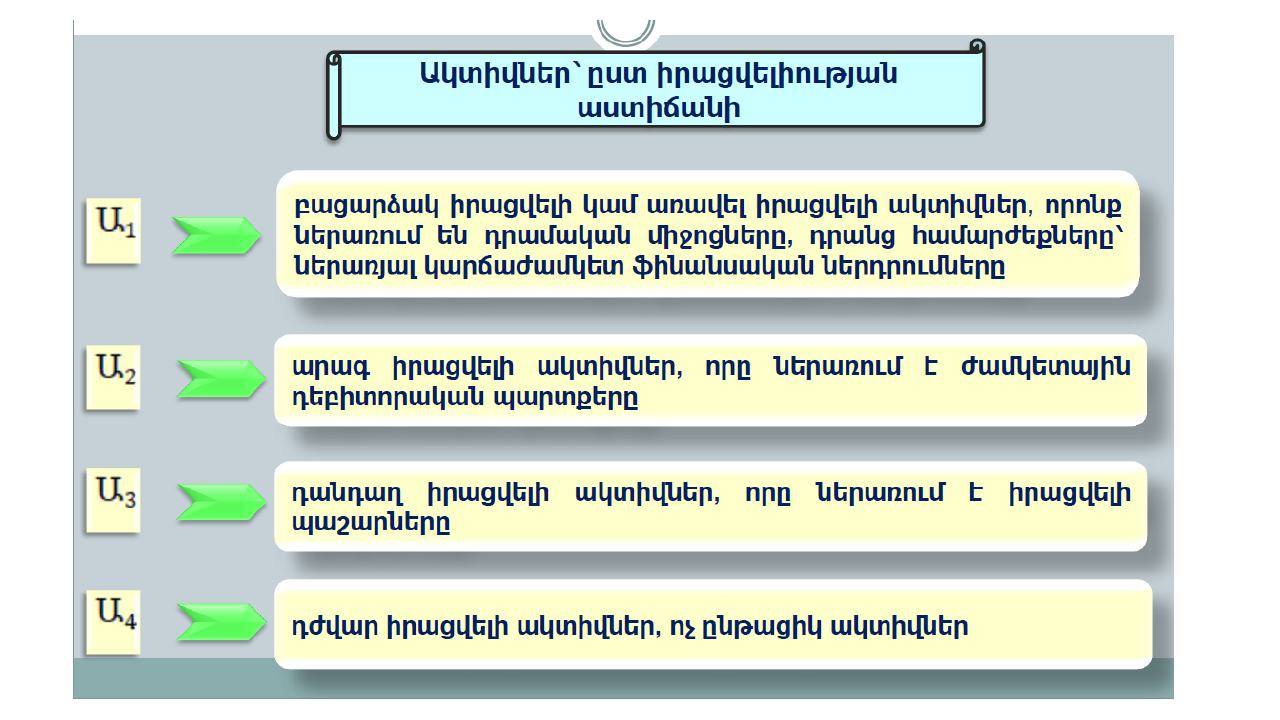 Ակտիվներ՝ ըստ իրացվելիության
աստիճանի
Ա1
բացարձակ իրացվելի կամ առավել իրացվելի ակտիվներ, որոնք
ներառում են դրամական միջոցները, դրանց համարժեքները՝
ներառյալ կարճաժամկետ ֆինանսական ներդրումները
Ա2
արագ իրացվելի ակտիվներ, որը ներառում է ժամկետային
դեբիտորական պարտքերը
Ա3
դանդաղ իրացվելի ակտիվներ, որը ներառում է իրացվելի
պաշարները
Ա4
դժվար իրացվելի ակտիվներ, ոչ ընթացիկ ակտիվներ